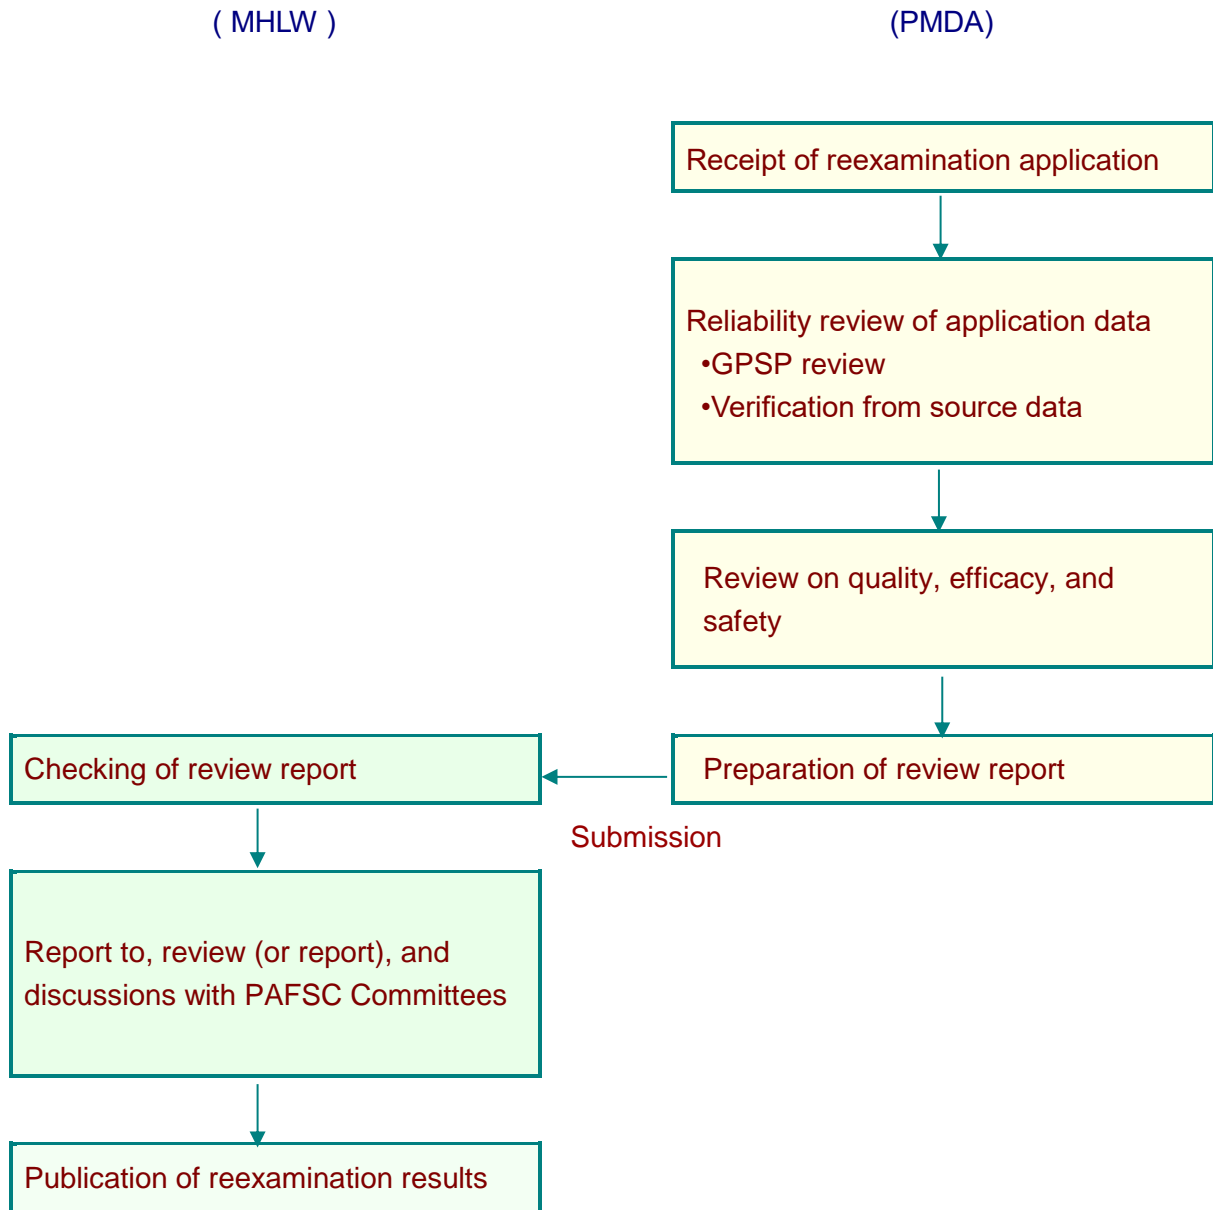 ( MHLW )
(PMDA)
Receipt of reexamination application
Reliability review of application data
•GPSP review
•Verification from source data
Review on quality, efficacy, and
safety
Preparation of review report
Checking of review report
Submission
Report to, review (or report), and
discussions with PAFSC Committees
Publication of reexamination results